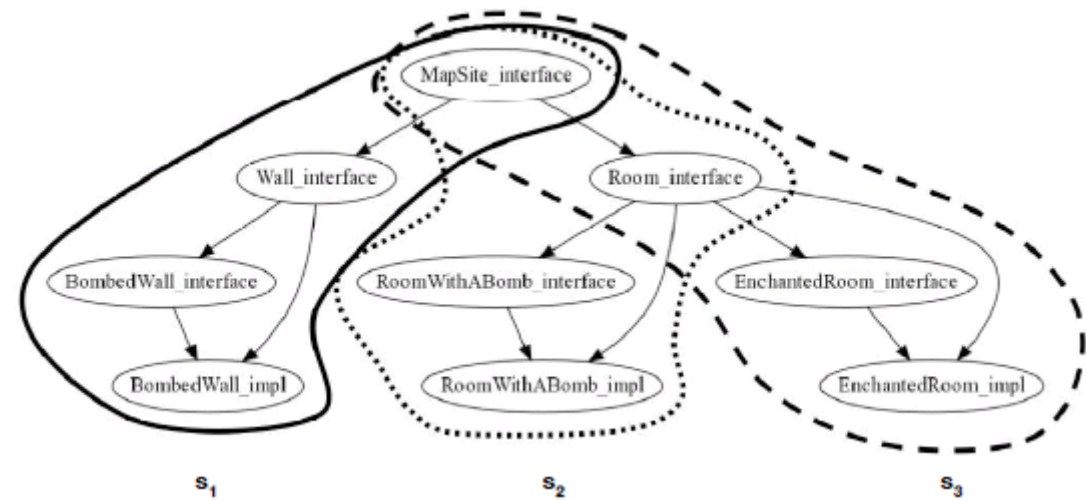 MapSite_interface
Wall_interface
Room_interface
BombedWall_interface
RoomWithABomb_interface
EnchantedRoom_interface
BombedWall_impl
RoomWithABomb_impl
EnchantedRoom_impl
s1
s2
s3